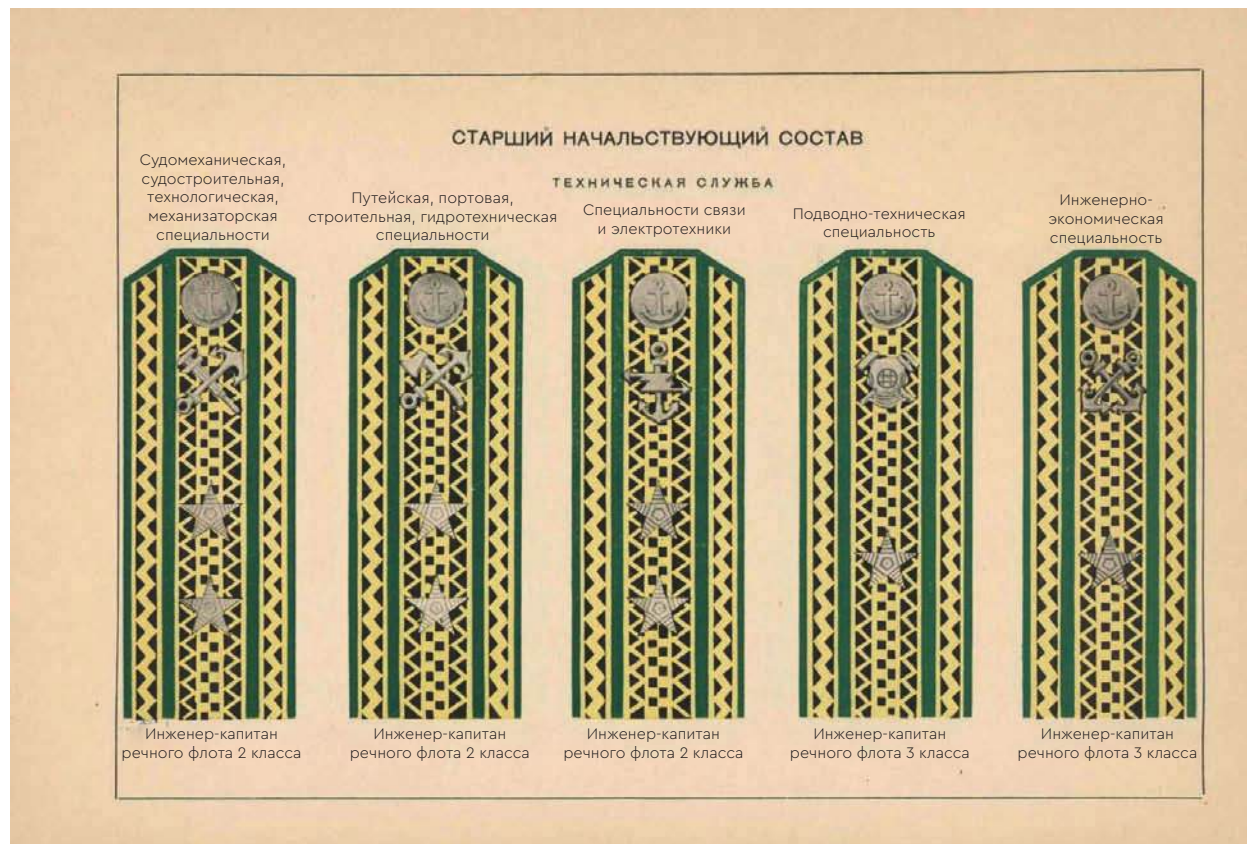 СТАРШИЙ НАЧАЛЬСТВУЮЩИЙ СОСТАВ
ТЕХНИЧЕСКАЯ СЛУЖБА
Судомеханическая,
судостроительная,
технологическая,
механизаторская
специальности
Путейская, портовая,
строительная, гидротехническая
специальности
Специальности связи
и электротехники
Подводно-техническая
специальность
Инженерно-
экономическая
специальность
Инженер-капитан
речного флота 2 класса
Инженер-капитан
речного флота 2 класса
Инженер-капитан
речного флота 2 класса
Инженер-капитан
речного флота 3 класса
Инженер-капитан
речного флота 3 класса